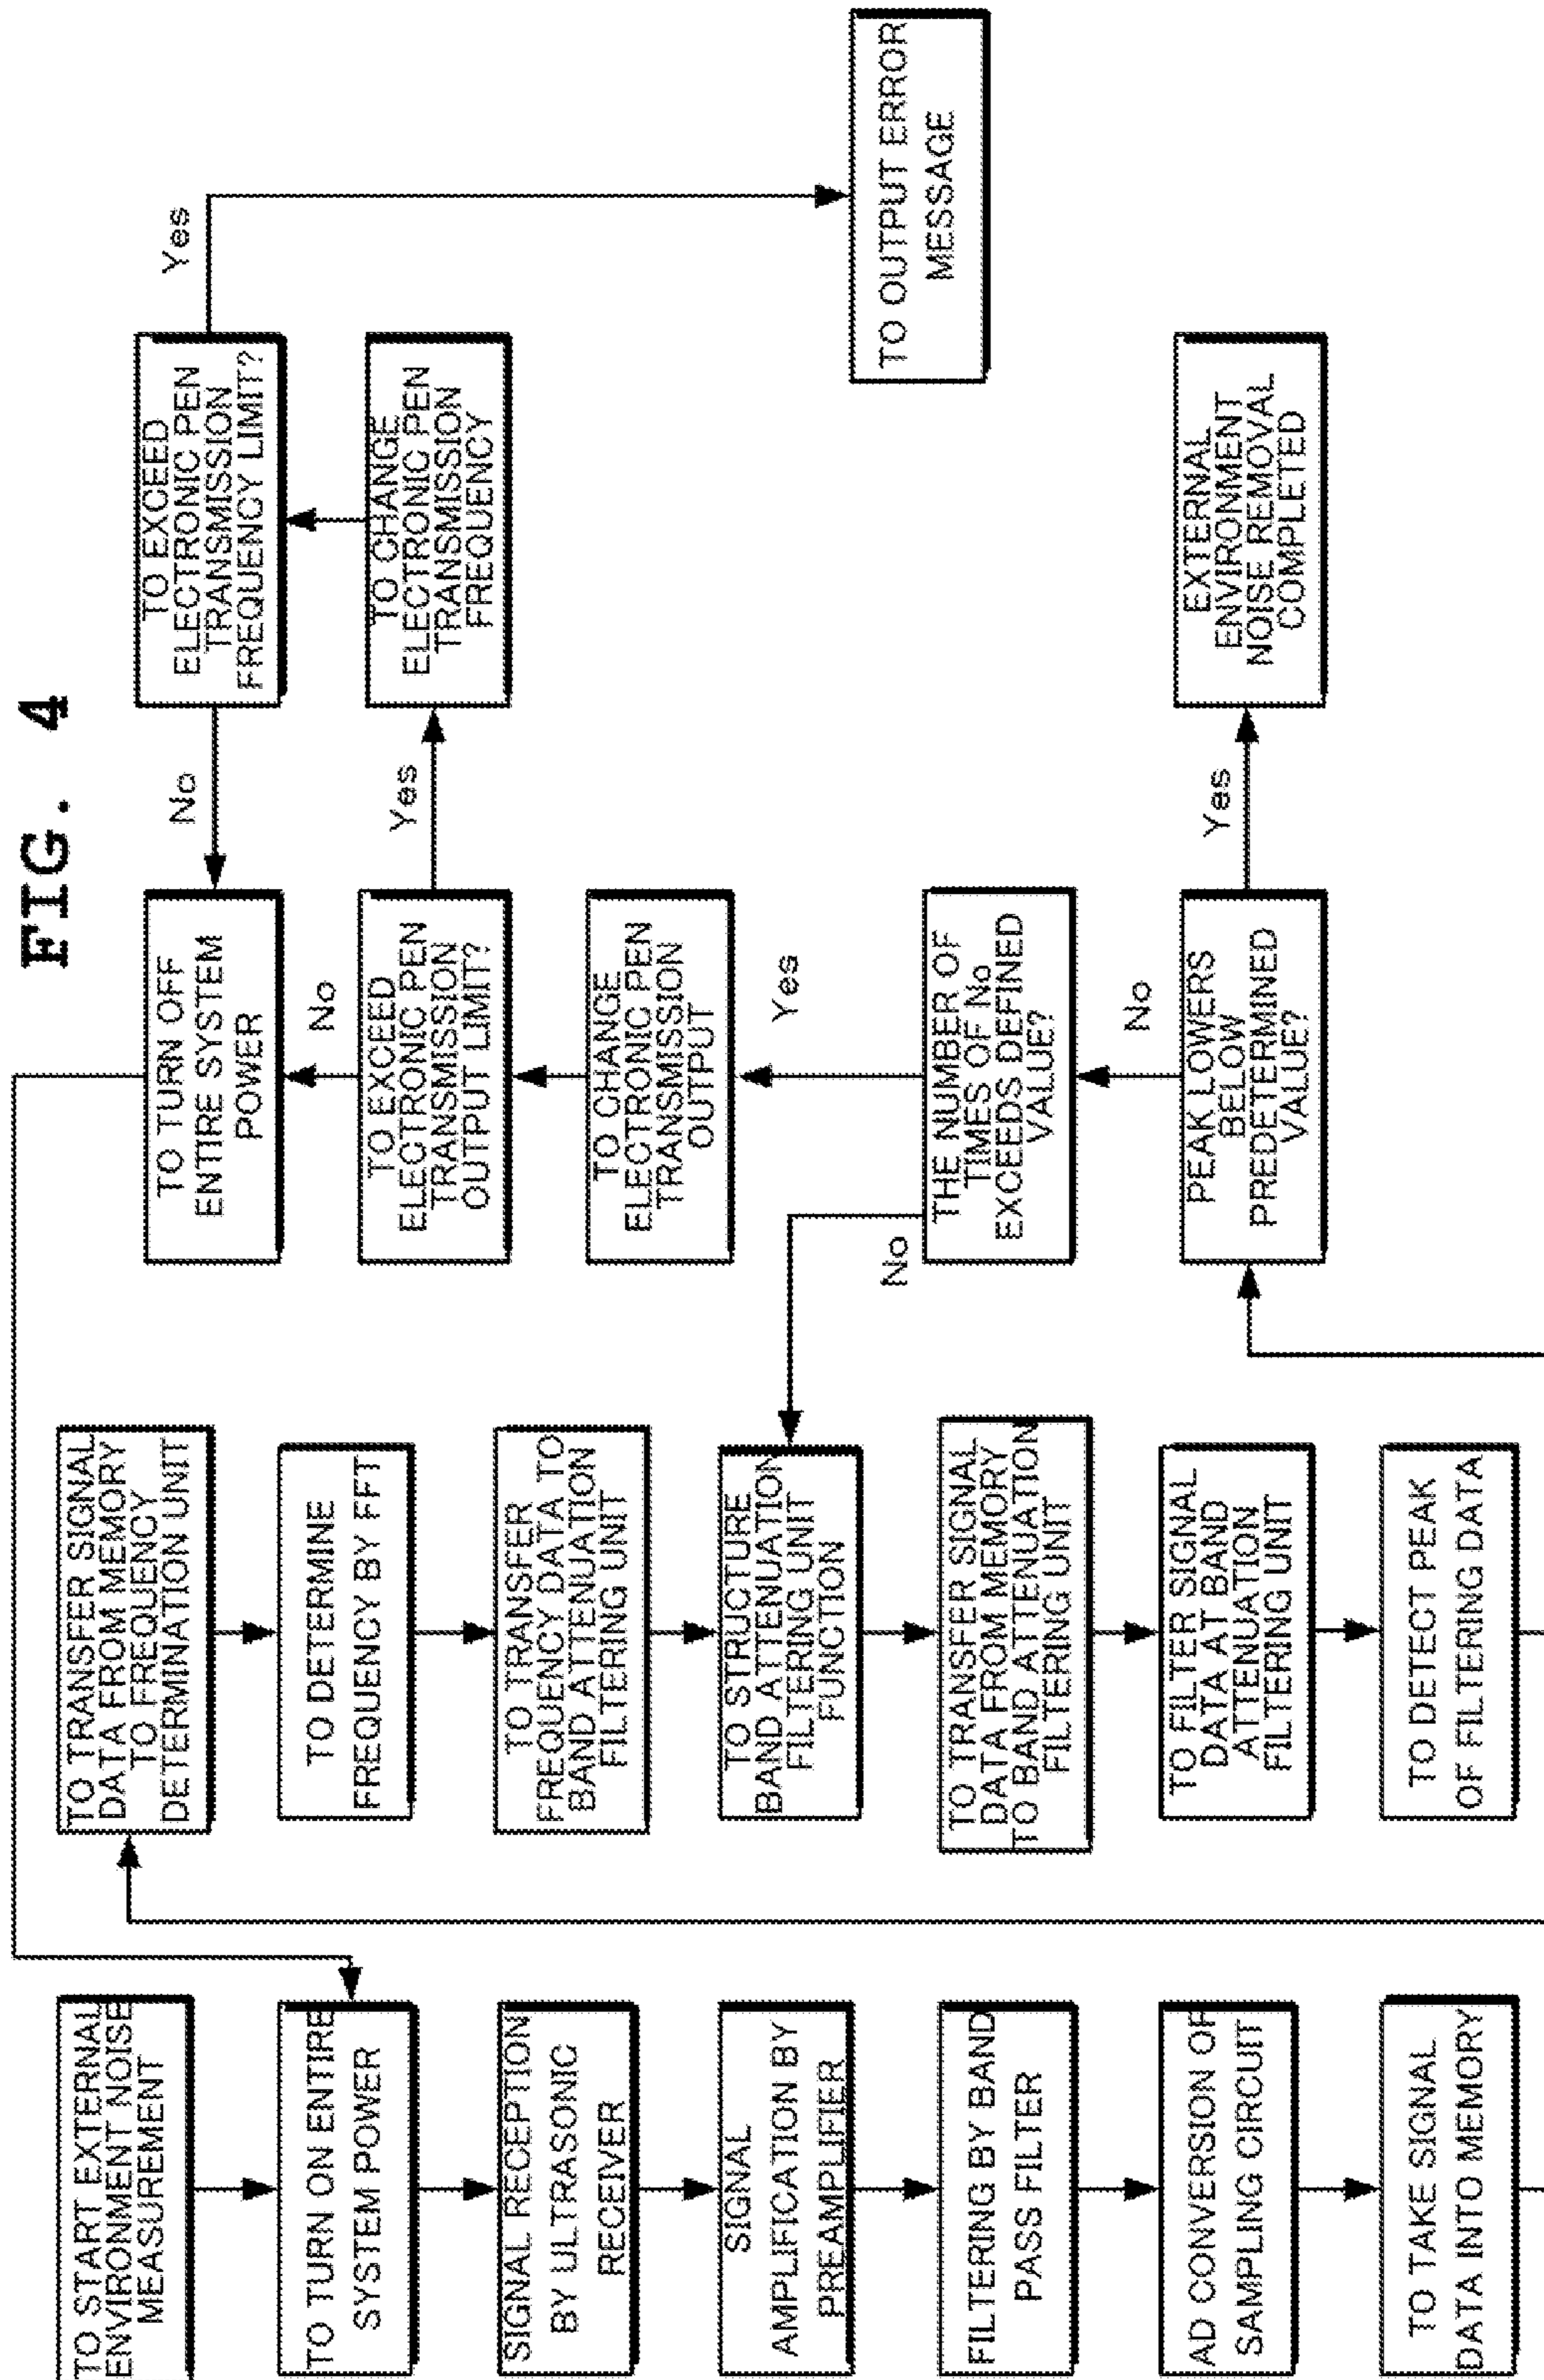 FIG. 4
TO START EXTERNAL
ENVIRONMENT NOISE
MEASUREMENT
TO TURN ON ENTIRE
SYSTEM POWER
SIGNAL RECEPTION
BY ULTRASONIC
RECEIVER
SIGNAL
AMPLIFICATION BY
PREAMPLIFIER
FILTERING BY BAND
PASS FILTER
AD CONVERSION OF
SAMPLING CIRCUIT
TO TAKE SIGNAL
DATA INTO MEMORY
TO TRANSFER SIGNAL
DATA FROM MEMORY
TO FREQUENCY
DETERMINATION UNIT
TO DETERMINE
FREQUENCY BY FFT
TO TRANSFER
FREQUENCY DATA TO
BAND ATTENUATION
FILTERING UNIT
TO STRUCTURE
BAND ATTENUATION
FILTERING UNIT
FUNCTION
TO TRANSFER SIGNAL
DATA FROM MEMORY
TO BAND ATTENUATION
FILTERING UNIT
TO FILTER SIGNAL
DATA AT BAND
ATTENUATION
FILTERING UNIT
TO DETECT PEAK
OF FILTERING DATA
TO TURN OFF
ENTIRE SYSTEM
POWER
No
TO EXCEED
ELECTRONIC PEN
TRANSMISSION
OUTPUT LIMIT?
TO CHANGE
ELECTRONIC PEN
TRANSMISSION
OUTPUT
Yes
No
THE NUMBER OF
TIMES OF No
EXCEEDS DEFINED
VALUE?
No
PEAK LOWERS
BELOW
PREDETERMINED
VALUE?
No
Yes
Yes
TO EXCEED
ELECTRONIC PEN
TRANSMISSION
FREQUENCY LIMIT?
Yes
TO CHANGE
ELECTRONIC PEN
TRANSMISSION
FREQUENCY
EXTERNAL
ENVIRONMENT
NOISE REMOVAL
COMPLETED
TO OUTPUT ERROR
MESSAGE